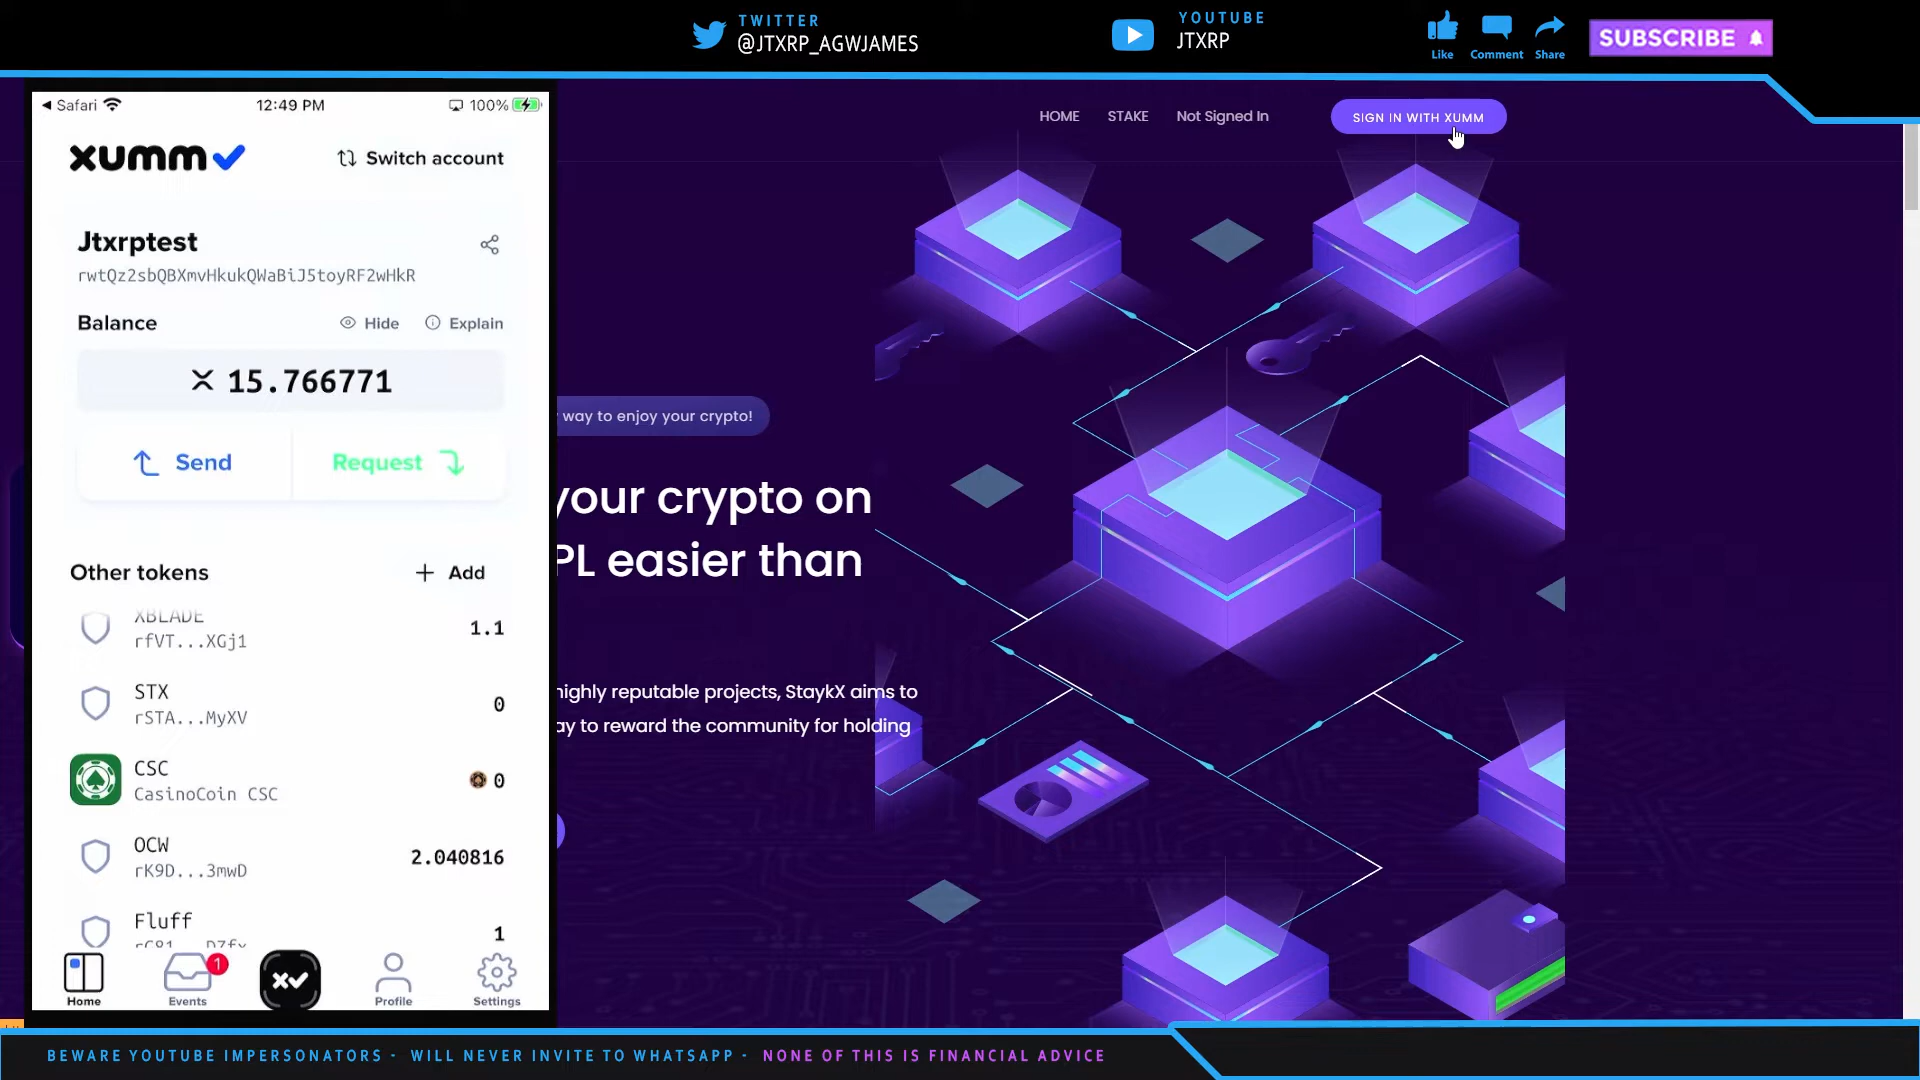 TWITTER
@JTXRP_AGWJAMES
YOUTUBE
JTXRP
Like
Comment
Share
SUBSCRIBE
Safari
12:49 PM
100%
xumm
Switch account
Jtxrptest
rwtQz2sbQBXmvHkukQWaBiJ5toyRF2wHkR
Balance
Hide
Explain
15.766771
Send
Request
Other tokens
+ Add
XBLADE
rfVT...XGj1
1.1
STX
rSTA...MyXV
0
CSC
CasinoCoin CSC
0
OCW
rK9D...3mwD
2.040816
Fluff
1
Home
Events
1
Profile
Settings
HOME
STAKE
Not Signed In
SIGN IN WITH XUMM
way to enjoy your crypto!
your crypto on
PL easier than
highly reputable projects, StaykX aims to
ay to reward the community for holding
BEWARE YOUTUBE IMPERSONATORS - WILL NEVER INVITE TO WHATSAPP - NONE OF THIS IS FINANCIAL ADVICE